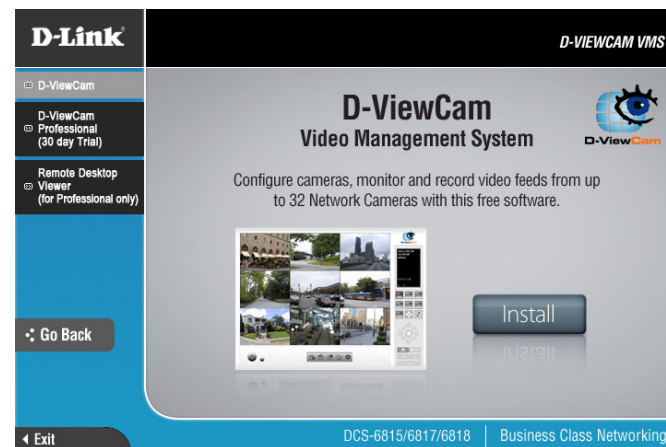 D-Link
D-VIEWCAM VMS
D-ViewCam
D-ViewCam
Professional
(30 day Trial)
Remote Desktop
Viewer
(for Professional only)
D-ViewCam
Video Management System
D-ViewCam
Configure cameras, monitor and record video feeds from up
to 32 Network Cameras with this free software.
Install
Go Back
Exit
DCS-6815/6817/6818
Business Class Networking